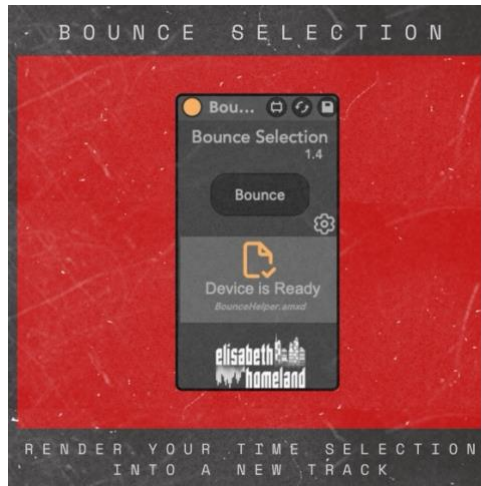 BOUNCE SELECTION
Bou...
Bounce Selection
1.4
Bounce
Device is Ready
BounceHelper.amxd
elisabeth
homeland
RENDER YOUR TIME SELECTION
INTO A NEW TRACK